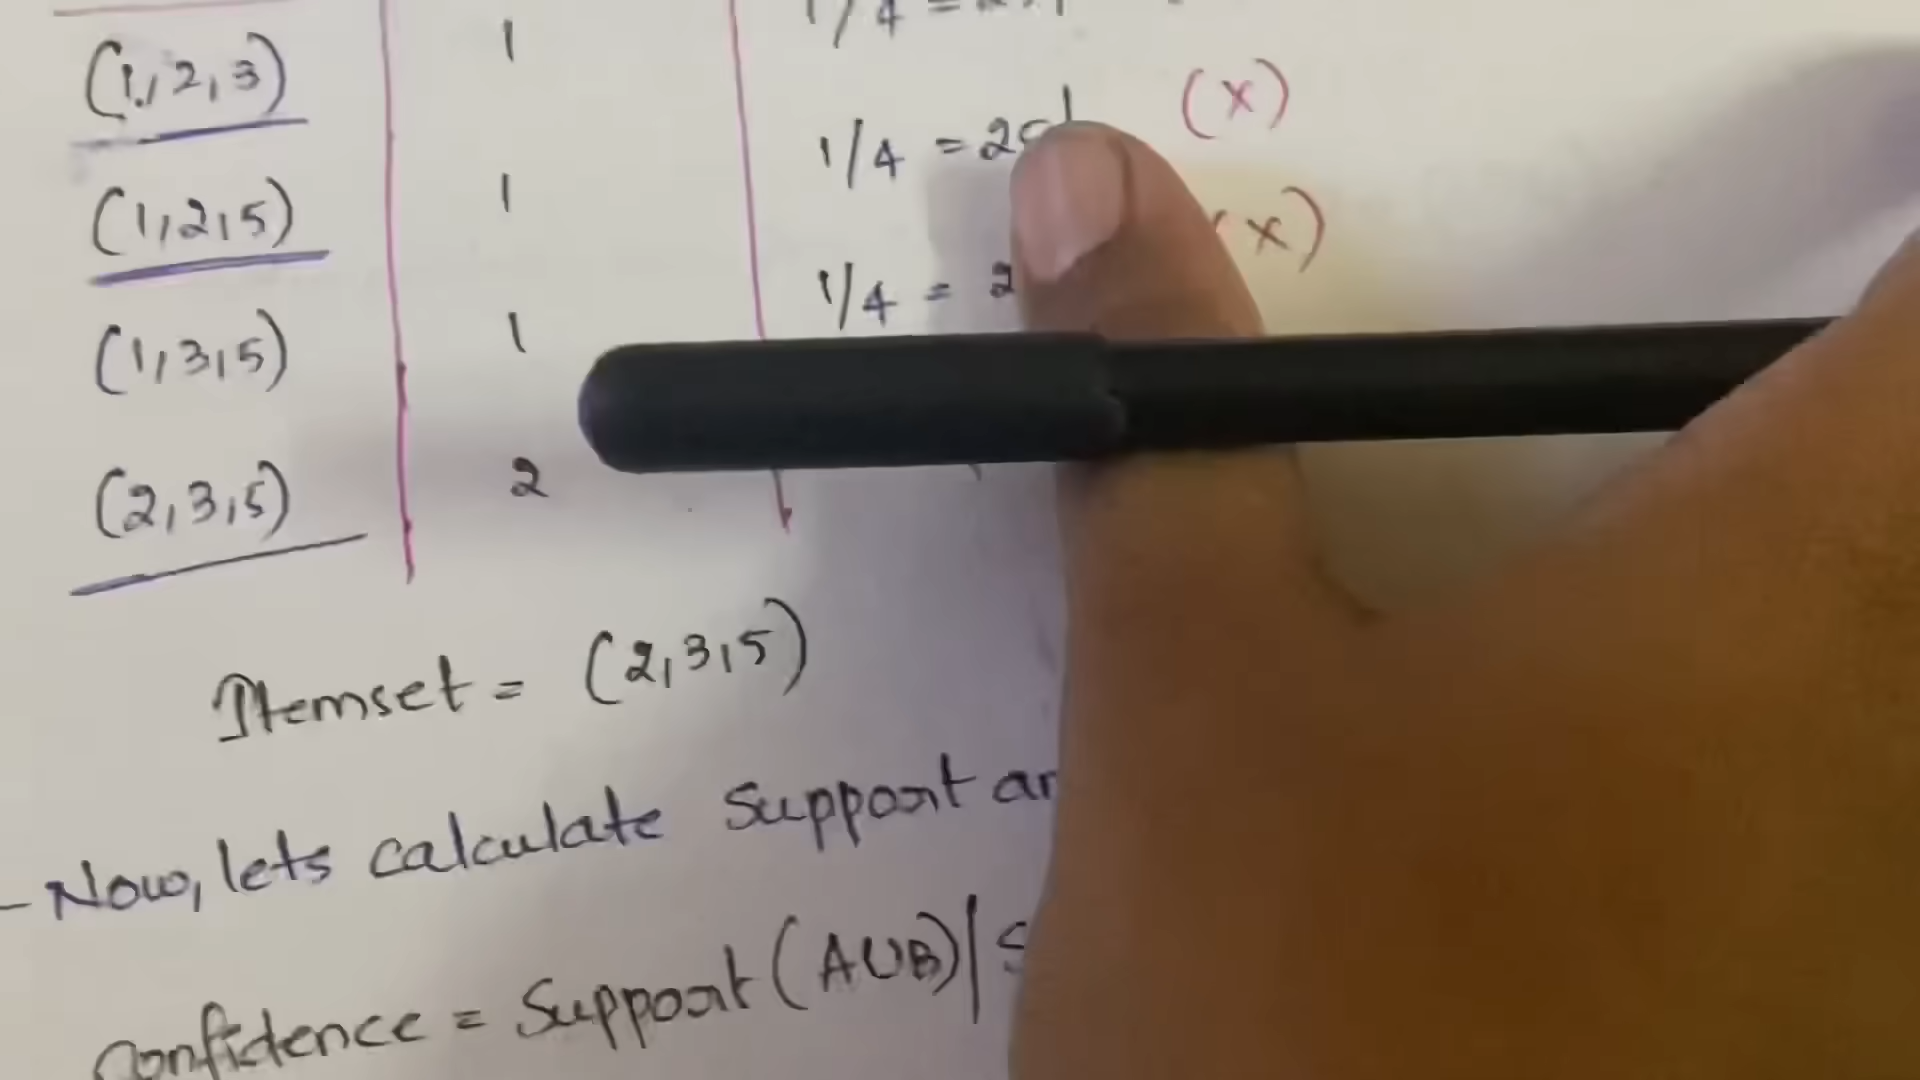 (1,2,3) 1 1/4 =
(1,2,5) 1 1/4 = (x)
(1,3,5) 1 1/4 = (x)
(2,3,5) 2
Itemset = (2,3,5)
- Now, lets calculate Support
Confidence = Support (AUB) |